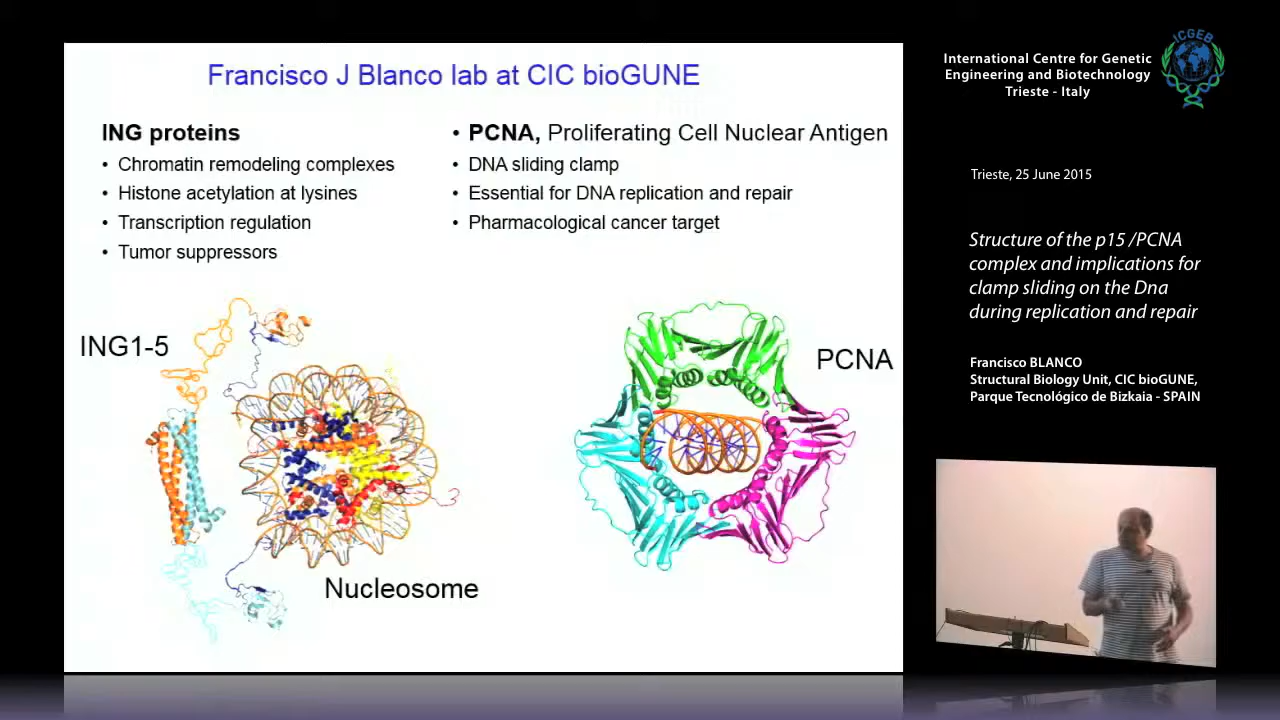 Francisco J Blanco lab at CIC bioGUNE
ING proteins
• Chromatin remodeling complexes
• Histone acetylation at lysines
• Transcription regulation
• Tumor suppressors
• PCNA, Proliferating Cell Nuclear Antigen
• DNA sliding clamp
• Essential for DNA replication and repair
• Pharmacological cancer target
ING1-5
Nucleosome
PCNA
International Centre for Genetic
Engineering and Biotechnology
Trieste - Italy
ICGEB
Trieste, 25 June 2015
Structure of the p15 /PCNA
complex and implications for
clamp sliding on the Dna
during replication and repair
Francisco BLANCO
Structural Biology Unit, CIC bioGUNE,
Parque Tecnológico de Bizkaia - SPAIN